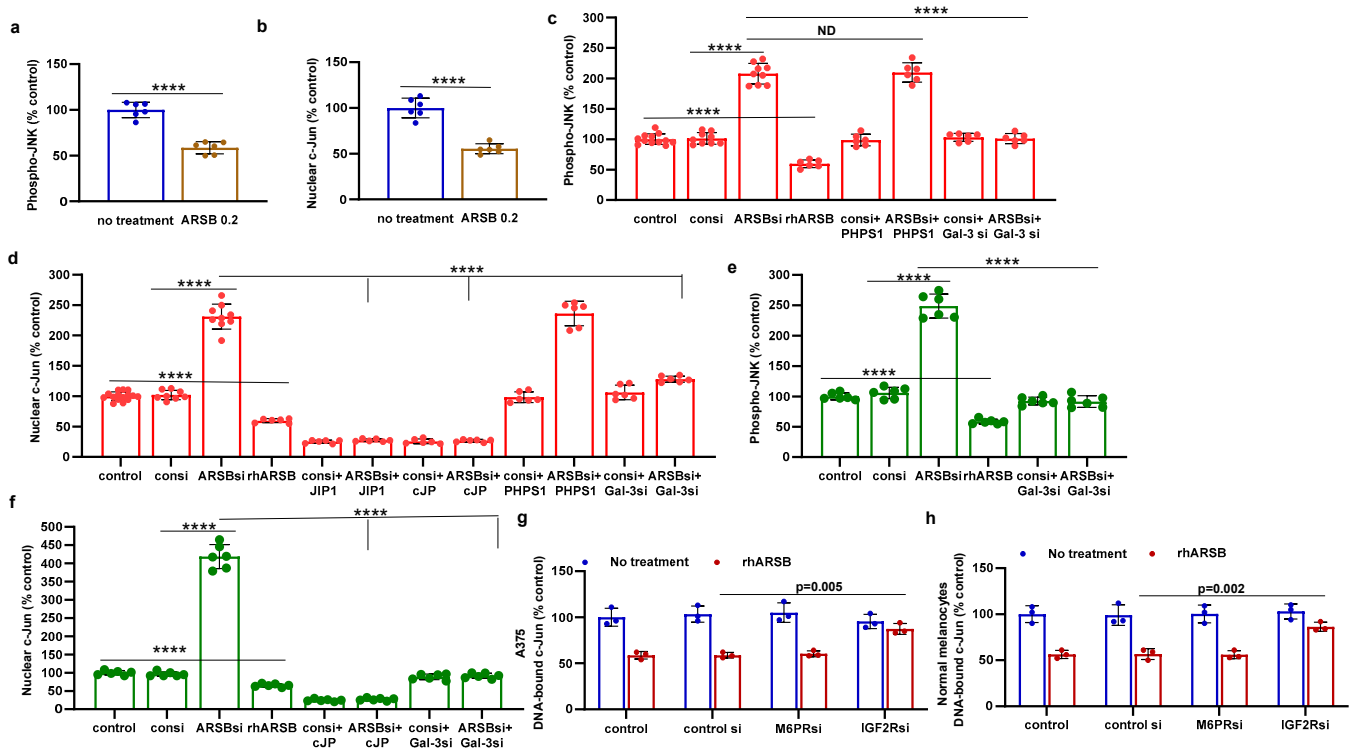 a
Phospho-JNK (% control)
150
100
50
0
****
no treatment
ARSB 0.2
b
Nuclear c-Jun (% control)
150
100
50
0
****
no treatment
ARSB 0.2
c
Phospho-JNK (% control)
300
250
200
150
100
50
0
****
ND
****
****
control
consi
ARSBsi
rhARSB
consi+
PHPS1
ARSBsi+
PHPS1
consi+
Gal-3 si
ARSBsi+
Gal-3 si
d
Nuclear c-Jun (% control)
300
250
200
150
100
50
0
****
****
****
control
consi
ARSBsi
rhARSB
consi+
JIP1
ARSBsi+
JIP1
consi+
cJP
ARSBsi+
cJP
consi+
PHPS1
ARSBsi+
PHPS1
consi+
Gal-3si
ARSBsi+
Gal-3si
e
Phospho-JNK (% control)
300
250
200
150
100
50
0
****
****
****
control
consi
ARSBsi
rhARSB
consi+
Gal-3si
ARSBsi+
Gal-3si
f
Nuclear c-Jun (% control)
500
450
400
350
300
250
200
150
100
50
0
****
****
****
control
consi
ARSBsi
rhARSB
consi+
cJP
ARSBsi+
cJP
consi+
Gal-3si
ARSBsi+
Gal-3si
g
A375
DNA-bound c-Jun (% control)
150
100
50
0
No treatment
rhARSB
p=0.005
control
control si
M6PRsi
IGF2Rsi
h
Normal melanocytes
DNA-bound c-Jun (% control)
150
100
50
0
No treatment
rhARSB
p=0.002
control
control si
M6PRsi
IGF2Rsi